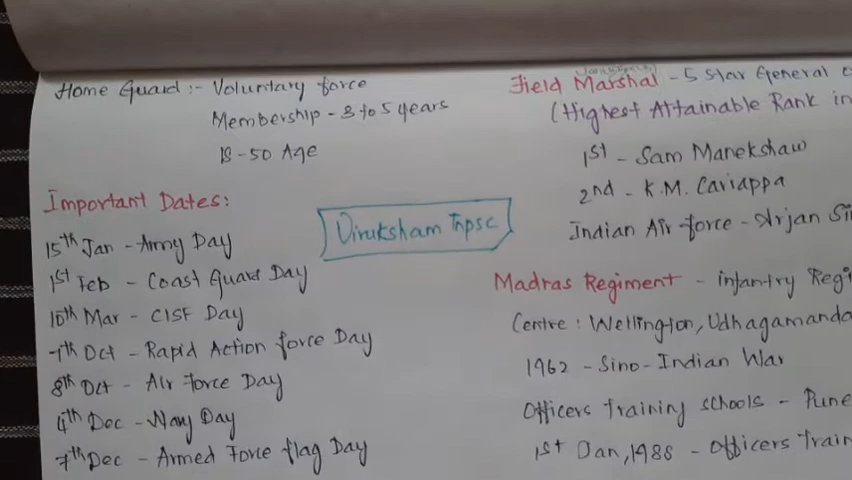 Home Guard :- Voluntary force
Membership - 3 to 5 years
18-50 Age
Important Dates:
15th Jan - Army Day
1st Feb - Coast Guard Day
10th Mar - CISF Day
7th Oct - Rapid Action force Day
8th Oct - Air Force Day
4th Dec - Navy Day
7th Dec - Armed Force flag Day
Viruksham Tnpsc
Field Marshal - 5 Star General
(Highest Attainable Rank in
1st - Sam Manekshaw
2nd - K.M. Cariappa
Indian Air force - Arjan Si
Madras Regiment - infantry Regi
Centre : Wellington, Udhagamanda
1962 - Sino-Indian War
Officers Training schools - Pune
1st Jan, 1988 - Officers Train